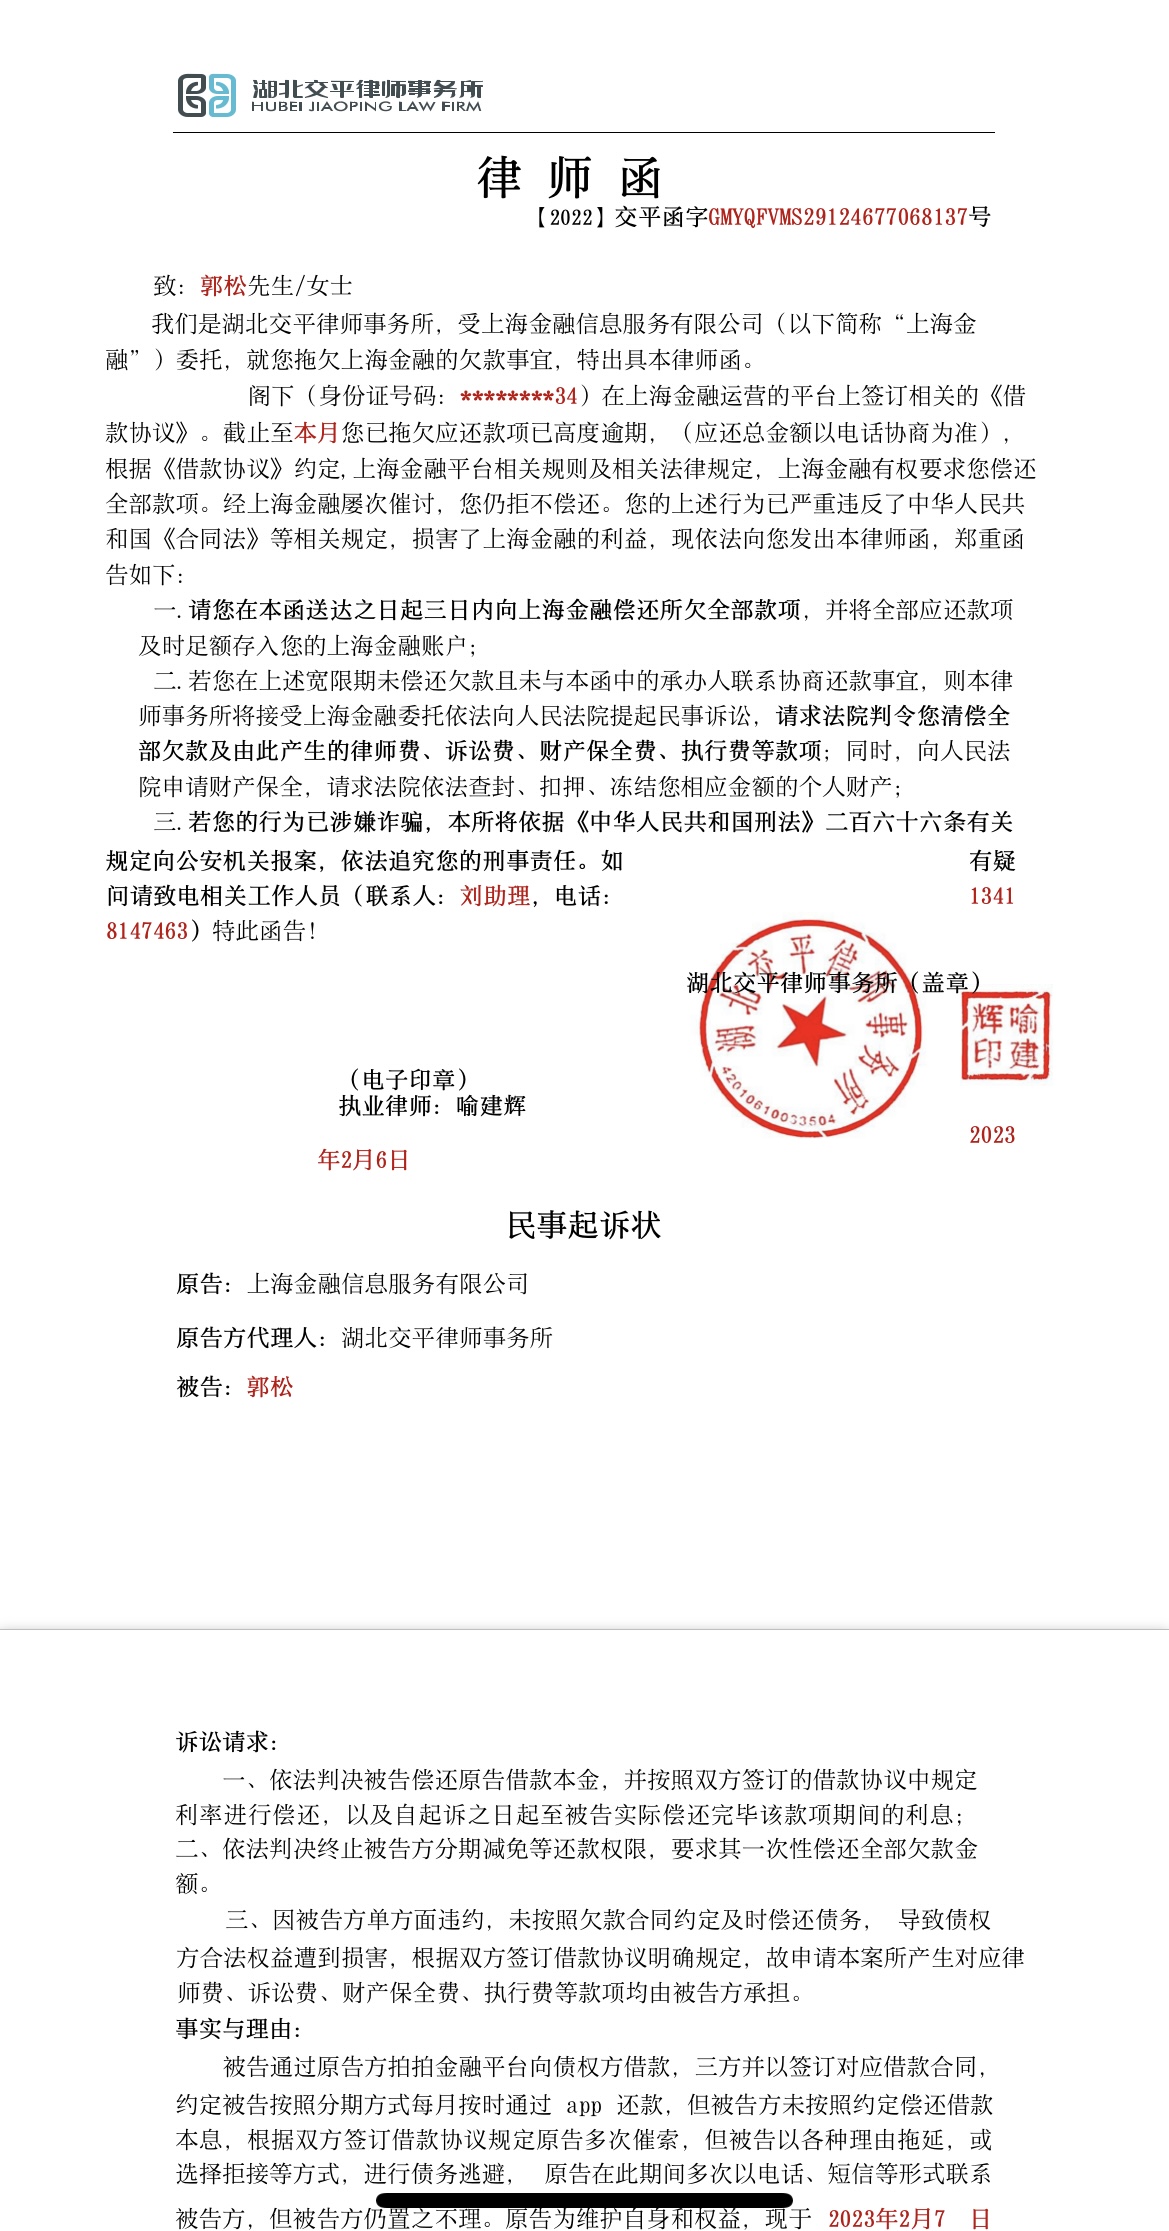 湖北交平律师事务所
HUBEI JIAOPING LAW FIRM
律 师 函
【2022】交平函字GMYQFVMS29124677068137号
致：郭松先生/女士
我们是湖北交平律师事务所，受上海金融信息服务有限公司（以下简称“上海金
融”）委托，就您拖欠上海金融的欠款事宜，特出具本律师函。
阁下（身份证号码：********34）在上海金融运营的平台上签订相关的《借
款协议》。截止至本月您已拖欠应还款项已高度逾期，（应还总金额以电话协商为准），
根据《借款协议》约定,上海金融平台相关规则及相关法律规定，上海金融有权要求您偿还
全部款项。经上海金融屡次催讨，您仍拒不偿还。您的上述行为已严重违反了中华人民共
和国《合同法》等相关规定，损害了上海金融的利益，现依法向您发出本律师函，郑重函
告如下：
一.请您在本函送达之日起三日内向上海金融偿还所欠全部款项，并将全部应还款项
及时足额存入您的上海金融账户；
二.若您在上述宽限期未偿还欠款且未与本函中的承办人联系协商还款事宜，则本律
师事务所将接受上海金融委托依法向人民法院提起民事诉讼，请求法院判令您清偿全
部欠款及由此产生的律师费、诉讼费、财产保全费、执行费等款项；同时，向人民法
院申请财产保全，请求法院依法查封、扣押、冻结您相应金额的个人财产；
三.若您的行为已涉嫌诈骗，本所将依据《中华人民共和国刑法》二百六十六条有关
规定向公安机关报案，依法追究您的刑事责任。如 有疑
问请致电相关工作人员（联系人：刘助理，电话： 1341
8147463）特此函告！
湖北交平律师事务所（盖章）
湖北交平律师事务所
4201061003504
喻建辉印
（电子印章）
执业律师：喻建辉
2023
年2月6日
民事起诉状
原告：上海金融信息服务有限公司
原告方代理人：湖北交平律师事务所
被告：郭松
诉讼请求：
一、依法判决被告偿还原告借款本金，并按照双方签订的借款协议中规定
利率进行偿还，以及自起诉之日起至被告实际偿还完毕该款项期间的利息；
二、依法判决终止被告方分期减免等还款权限，要求其一次性偿还全部欠款金
额。
三、因被告方单方面违约，未按照欠款合同约定及时偿还债务， 导致债权
方合法权益遭到损害，根据双方签订借款协议明确规定，故申请本案所产生对应律
师费、诉讼费、财产保全费、执行费等款项均由被告方承担。
事实与理由：
被告通过原告方拍拍金融平台向债权方借款，三方并以签订对应借款合同，
约定被告按照分期方式每月按时通过 app 还款，但被告方未按照约定偿还借款
本息，根据双方签订借款协议规定原告多次催索，但被告以各种理由拖延，或
选择拒接等方式，进行债务逃避， 原告在此期间多次以电话、短信等形式联系
被告方，但被告方仍置之不理。原告为维护自身和权益，现于 2023年2月7 日